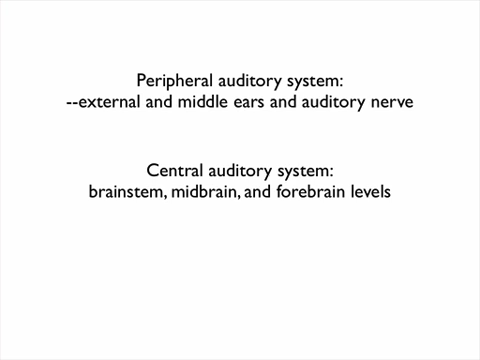 Peripheral auditory system:
--external and middle ears and auditory nerve
Central auditory system:
brainstem, midbrain, and forebrain levels